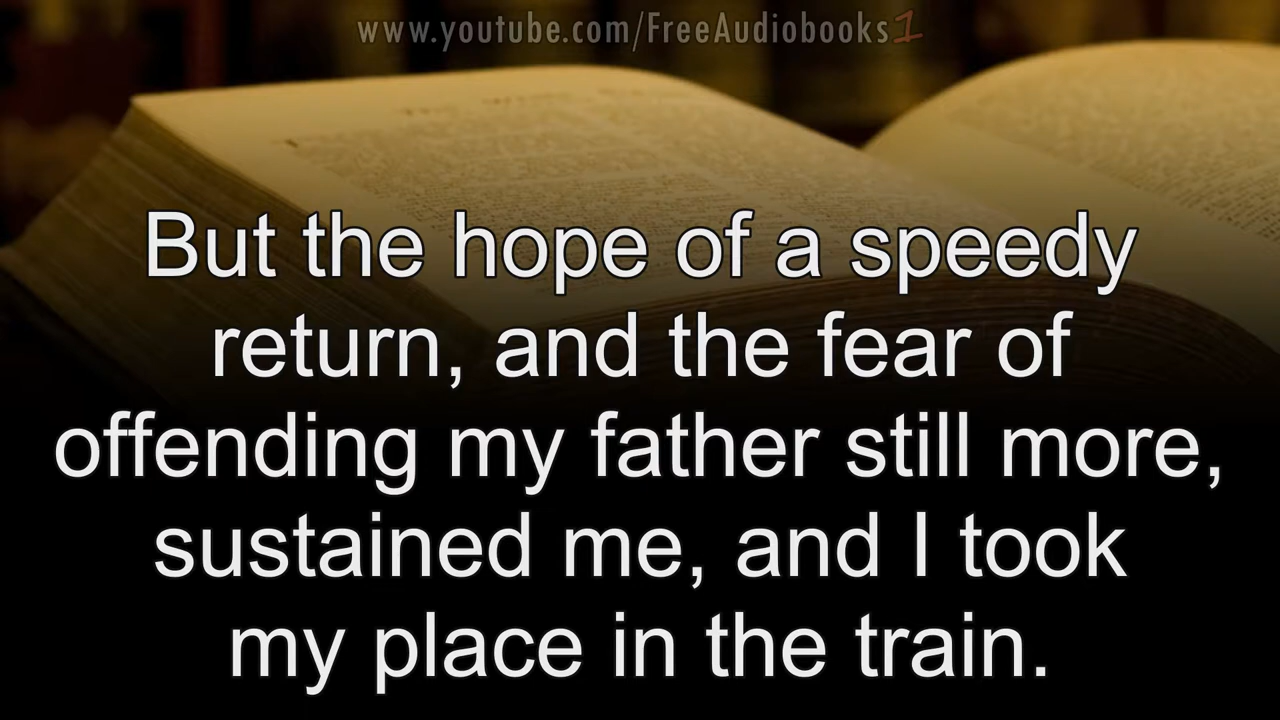 www.youtube.com/FreeAudiobooks1
But the hope of a speedy
return, and the fear of
offending my father still more,
sustained me, and I took
my place in the train.